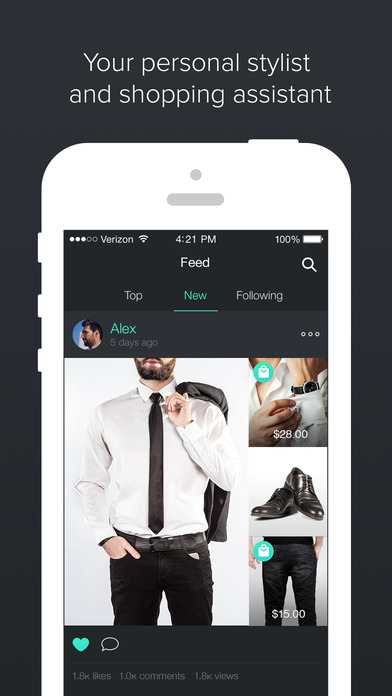 Your personal stylist
and shopping assistant
Verizon 4:21 PM 100%
Feed
Top New Following
Alex
5 days ago
$28.00
$15.00
1.8K likes 1.0K comments 1.8K views